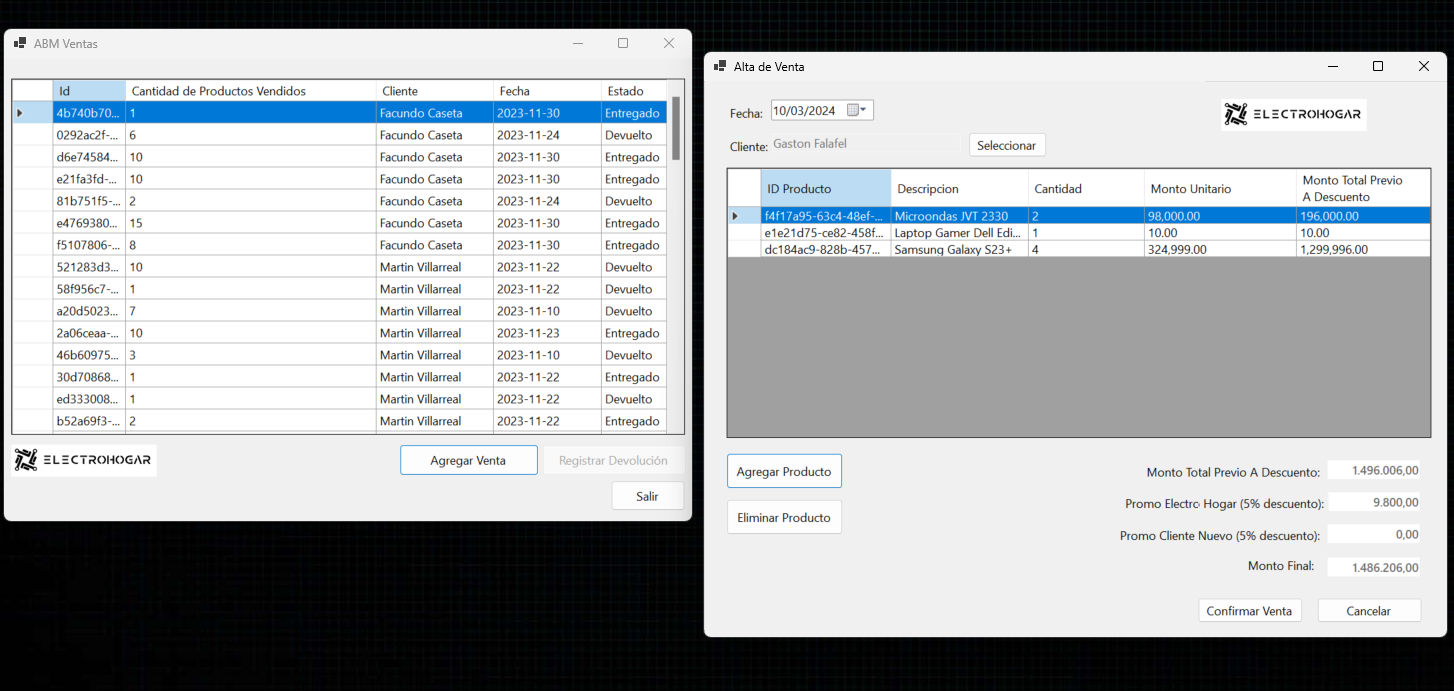 ABM Ventas
Id Cantidad de Productos Vendidos Cliente Fecha Estado
4b740b70... 1 Facundo Caseta 2023-11-30 Entregado
0292ac2f-... 6 Facundo Caseta 2023-11-24 Devuelto
d6e74584... 10 Facundo Caseta 2023-11-30 Entregado
e21fa3fd-... 10 Facundo Caseta 2023-11-30 Entregado
81b751f5-... 2 Facundo Caseta 2023-11-24 Devuelto
e4769380... 15 Facundo Caseta 2023-11-30 Entregado
f5107806-... 8 Facundo Caseta 2023-11-30 Entregado
521283d3... 10 Martin Villarreal 2023-11-22 Devuelto
58f956c7-... 1 Martin Villarreal 2023-11-22 Devuelto
a20d5023... 7 Martin Villarreal 2023-11-10 Devuelto
2a06ceaa-... 10 Martin Villarreal 2023-11-23 Entregado
46b60975... 3 Martin Villarreal 2023-11-10 Devuelto
30d70868... 1 Martin Villarreal 2023-11-22 Entregado
ed333008... 1 Martin Villarreal 2023-11-22 Devuelto
b52a69f3-... 2 Martin Villarreal 2023-11-22 Entregado
ELECTROHOGAR
Agregar Venta Registrar Devolución
Salir
Alta de Venta
Fecha: 10/03/2024
ELECTROHOGAR
Cliente: Gaston Falafel Seleccionar
ID Producto Descripcion Cantidad Monto Unitario Monto Total Previo
A Descuento
f4f17a95-63c4-48ef-... Microondas JVT 2330 2 98,000.00 196,000.00
e1e21d75-ce82-458f... Laptop Gamer Dell Edi... 1 10.00 10.00
dc184ac9-828b-457... Samsung Galaxy S23+ 4 324,999.00 1,299,996.00
Agregar Producto
Eliminar Producto
Monto Total Previo A Descuento: 1.496.006,00
Promo Electro Hogar (5% descuento): 9.800,00
Promo Cliente Nuevo (5% descuento): 0,00
Monto Final: 1.486.206,00
Confirmar Venta Cancelar